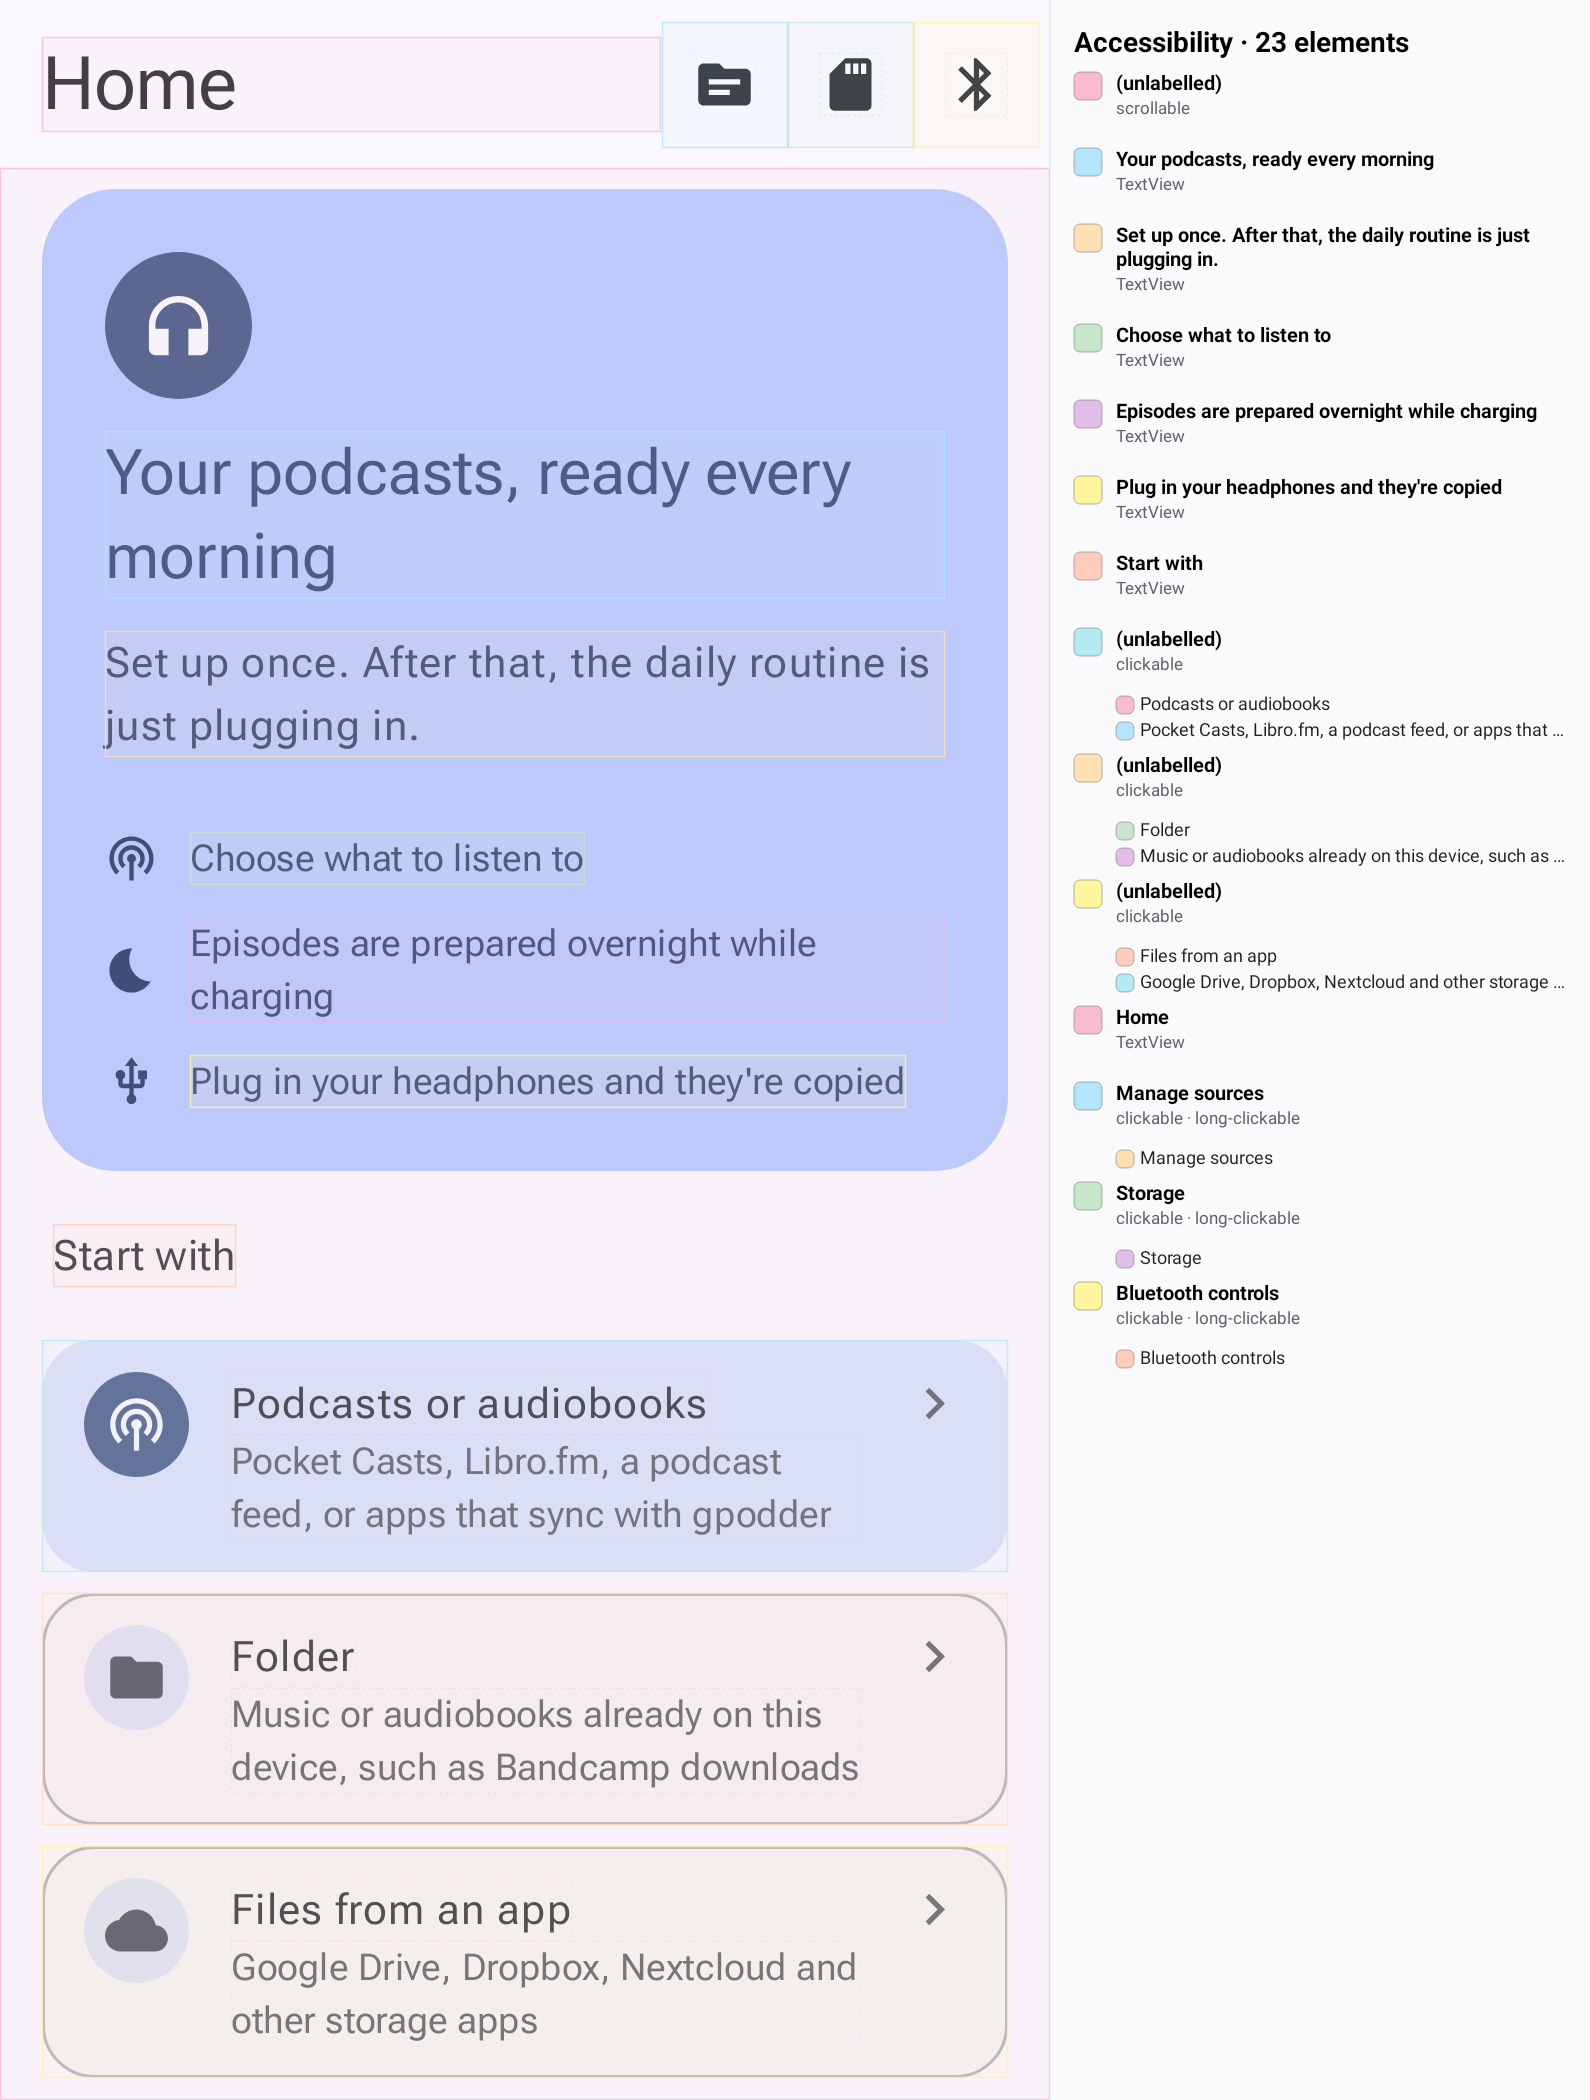 Home
Your podcasts, ready every
morning
Set up once. After that, the daily routine is
just plugging in.
Choose what to listen to
Episodes are prepared overnight while
charging
Plug in your headphones and they're copied
Start with
Podcasts or audiobooks
Pocket Casts, Libro.fm, a podcast
feed, or apps that sync with gpodder
Folder
Music or audiobooks already on this
device, such as Bandcamp downloads
Files from an app
Google Drive, Dropbox, Nextcloud and
other storage apps
Accessibility · 23 elements
(unlabelled)
scrollable
Your podcasts, ready every morning
TextView
Set up once. After that, the daily routine is just
plugging in.
TextView
Choose what to listen to
TextView
Episodes are prepared overnight while charging
TextView
Plug in your headphones and they're copied
TextView
Start with
TextView
(unlabelled)
clickable
Podcasts or audiobooks
Pocket Casts, Libro.fm, a podcast feed, or apps that ...
(unlabelled)
clickable
Folder
Music or audiobooks already on this device, such as ...
(unlabelled)
clickable
Files from an app
Google Drive, Dropbox, Nextcloud and other storage ...
Home
TextView
Manage sources
clickable · long-clickable
Manage sources
Storage
clickable · long-clickable
Storage
Bluetooth controls
clickable · long-clickable
Bluetooth controls